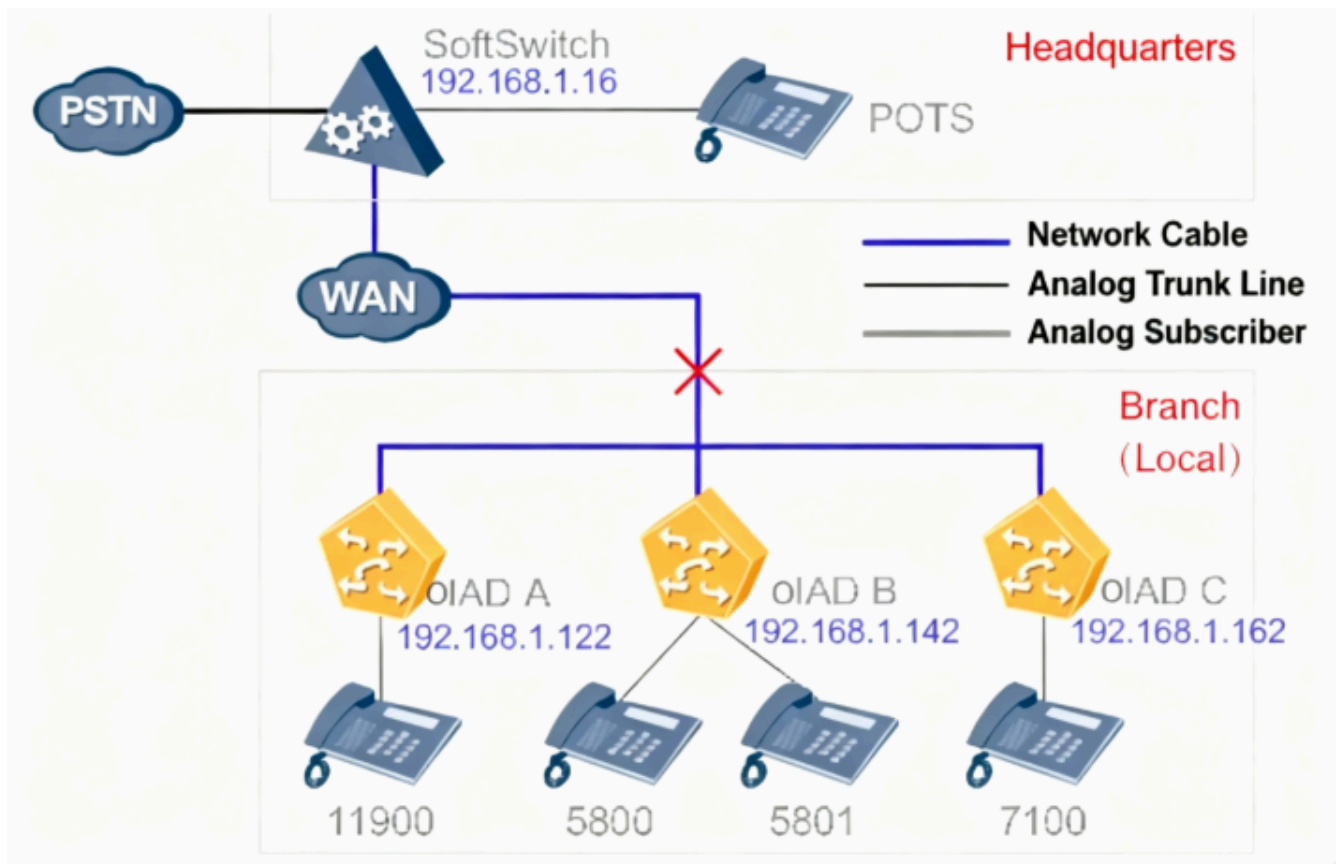 SoftSwitch
192.168.1.16
Headquarters
PSTN
POTS
Network Cable
WAN
Analog Trunk Line
Analog Subscriber
Branch
(Local)
oIAD A
192.168.1.122
oIAD B
192.168.1.142
oIAD C
192.168.1.162
11900
5800
5801
7100